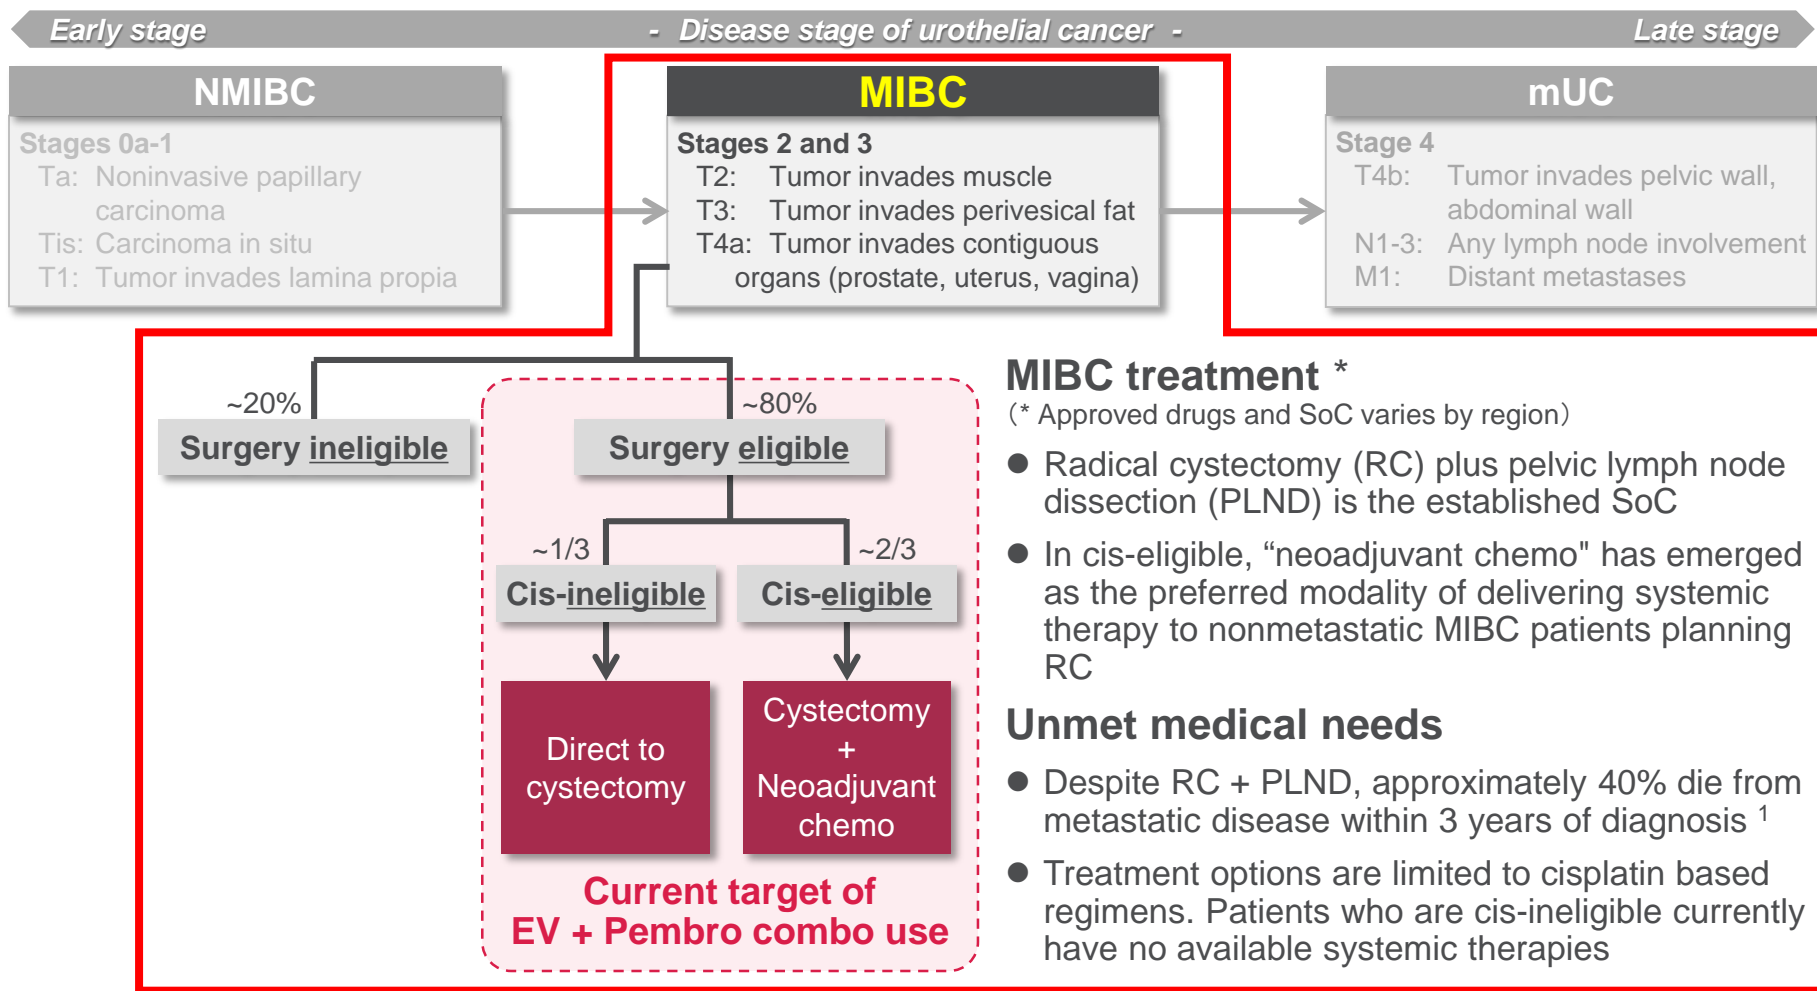 Early stage
- Disease stage of urothelial cancer -
Late stage
NMIBC
Stages 0a-1
Ta: Noninvasive papillary
carcinoma
Tis: Carcinoma in situ
T1: Tumor invades lamina propia
MIBC
Stages 2 and 3
T2: Tumor invades muscle
T3: Tumor invades perivesical fat
T4a: Tumor invades contiguous
organs (prostate, uterus, vagina)
mUC
Stage 4
T4b: Tumor invades pelvic wall,
abdominal wall
N1-3: Any lymph node involvement
M1: Distant metastases
~20%
Surgery ineligible
~80%
Surgery eligible
~1/3
Cis-ineligible
~2/3
Cis-eligible
Direct to
cystectomy
Cystectomy
+
Neoadjuvant
chemo
Current target of
EV + Pembro combo use
MIBC treatment *
(* Approved drugs and SoC varies by region)
● Radical cystectomy (RC) plus pelvic lymph node
dissection (PLND) is the established SoC
● In cis-eligible, “neoadjuvant chemo" has emerged
as the preferred modality of delivering systemic
therapy to nonmetastatic MIBC patients planning
RC
Unmet medical needs
● Despite RC + PLND, approximately 40% die from
metastatic disease within 3 years of diagnosis 1
● Treatment options are limited to cisplatin based
regimens. Patients who are cis-ineligible currently
have no available systemic therapies